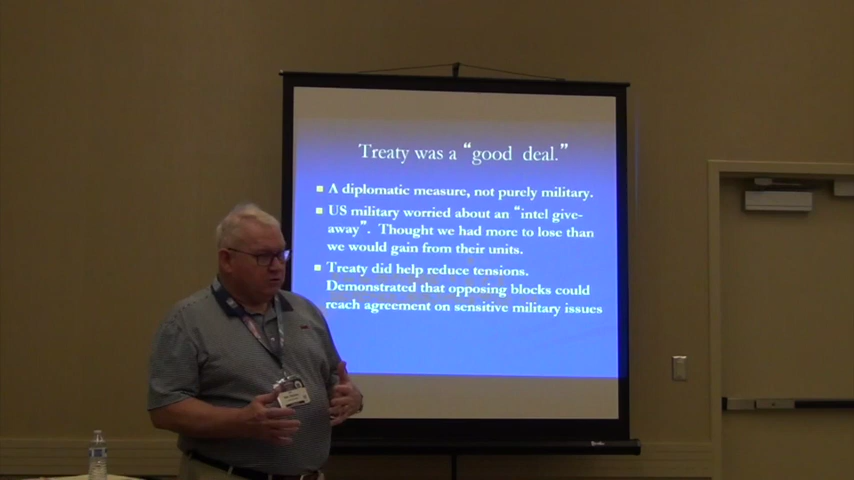 Treaty was a “good deal.”
A diplomatic measure, not purely military.
US military worried about an “intel give-
away”. Thought we had more to lose than
we would gain from their units.
Treaty did help reduce tensions.
Demonstrated that opposing blocks could
reach agreement on sensitive military issues